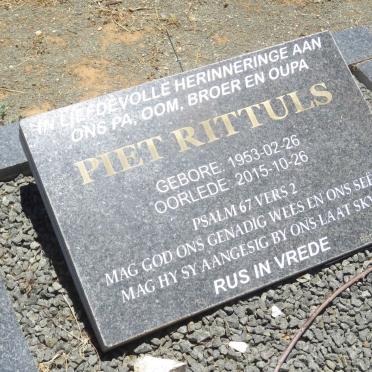 IN LIEFDEVOLLE HERINNERINGE AAN
ONS PA, OOM, BROER EN OUPA
PIET RITTULS
GEBORE: 1953-02-26
OORLEDE: 2015-10-26
PSALM 67 VERS 2
MAG GOD ONS GENADIG WEES EN ONS SEË
MAG HY SY AANGESIG BY ONS LAAT SKY
RUS IN VREDE